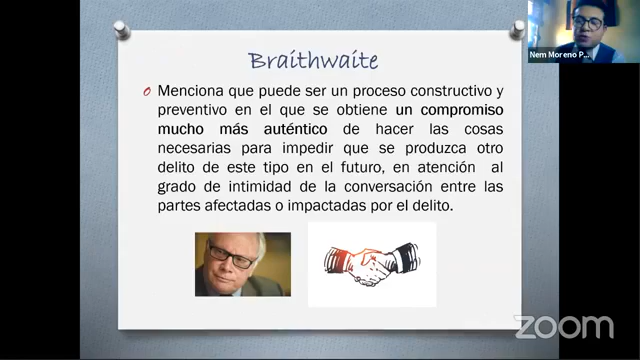 Nem Moreno P...
Braithwaite
Menciona que puede ser un proceso constructivo y
preventivo en el que se obtiene un compromiso
mucho más auténtico de hacer las cosas
necesarias para impedir que se produzca otro
delito de este tipo en el futuro, en atención al
grado de intimidad de la conversación entre las
partes afectadas o impactadas por el delito.
zoom